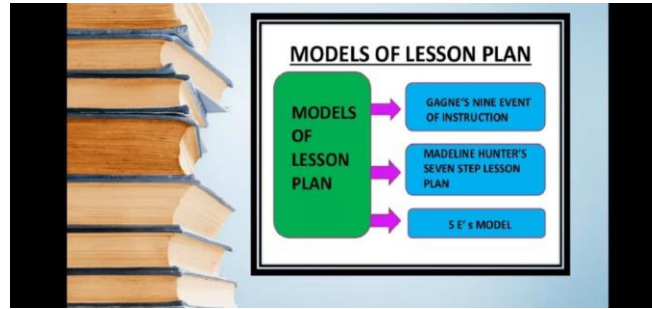 MODELS OF LESSON PLAN
MODELS
OF
LESSON
PLAN
GAGNE'S NINE EVENT
OF INSTRUCTION
MADELINE HUNTER'S
SEVEN STEP LESSON
PLAN
5 E' s MODEL